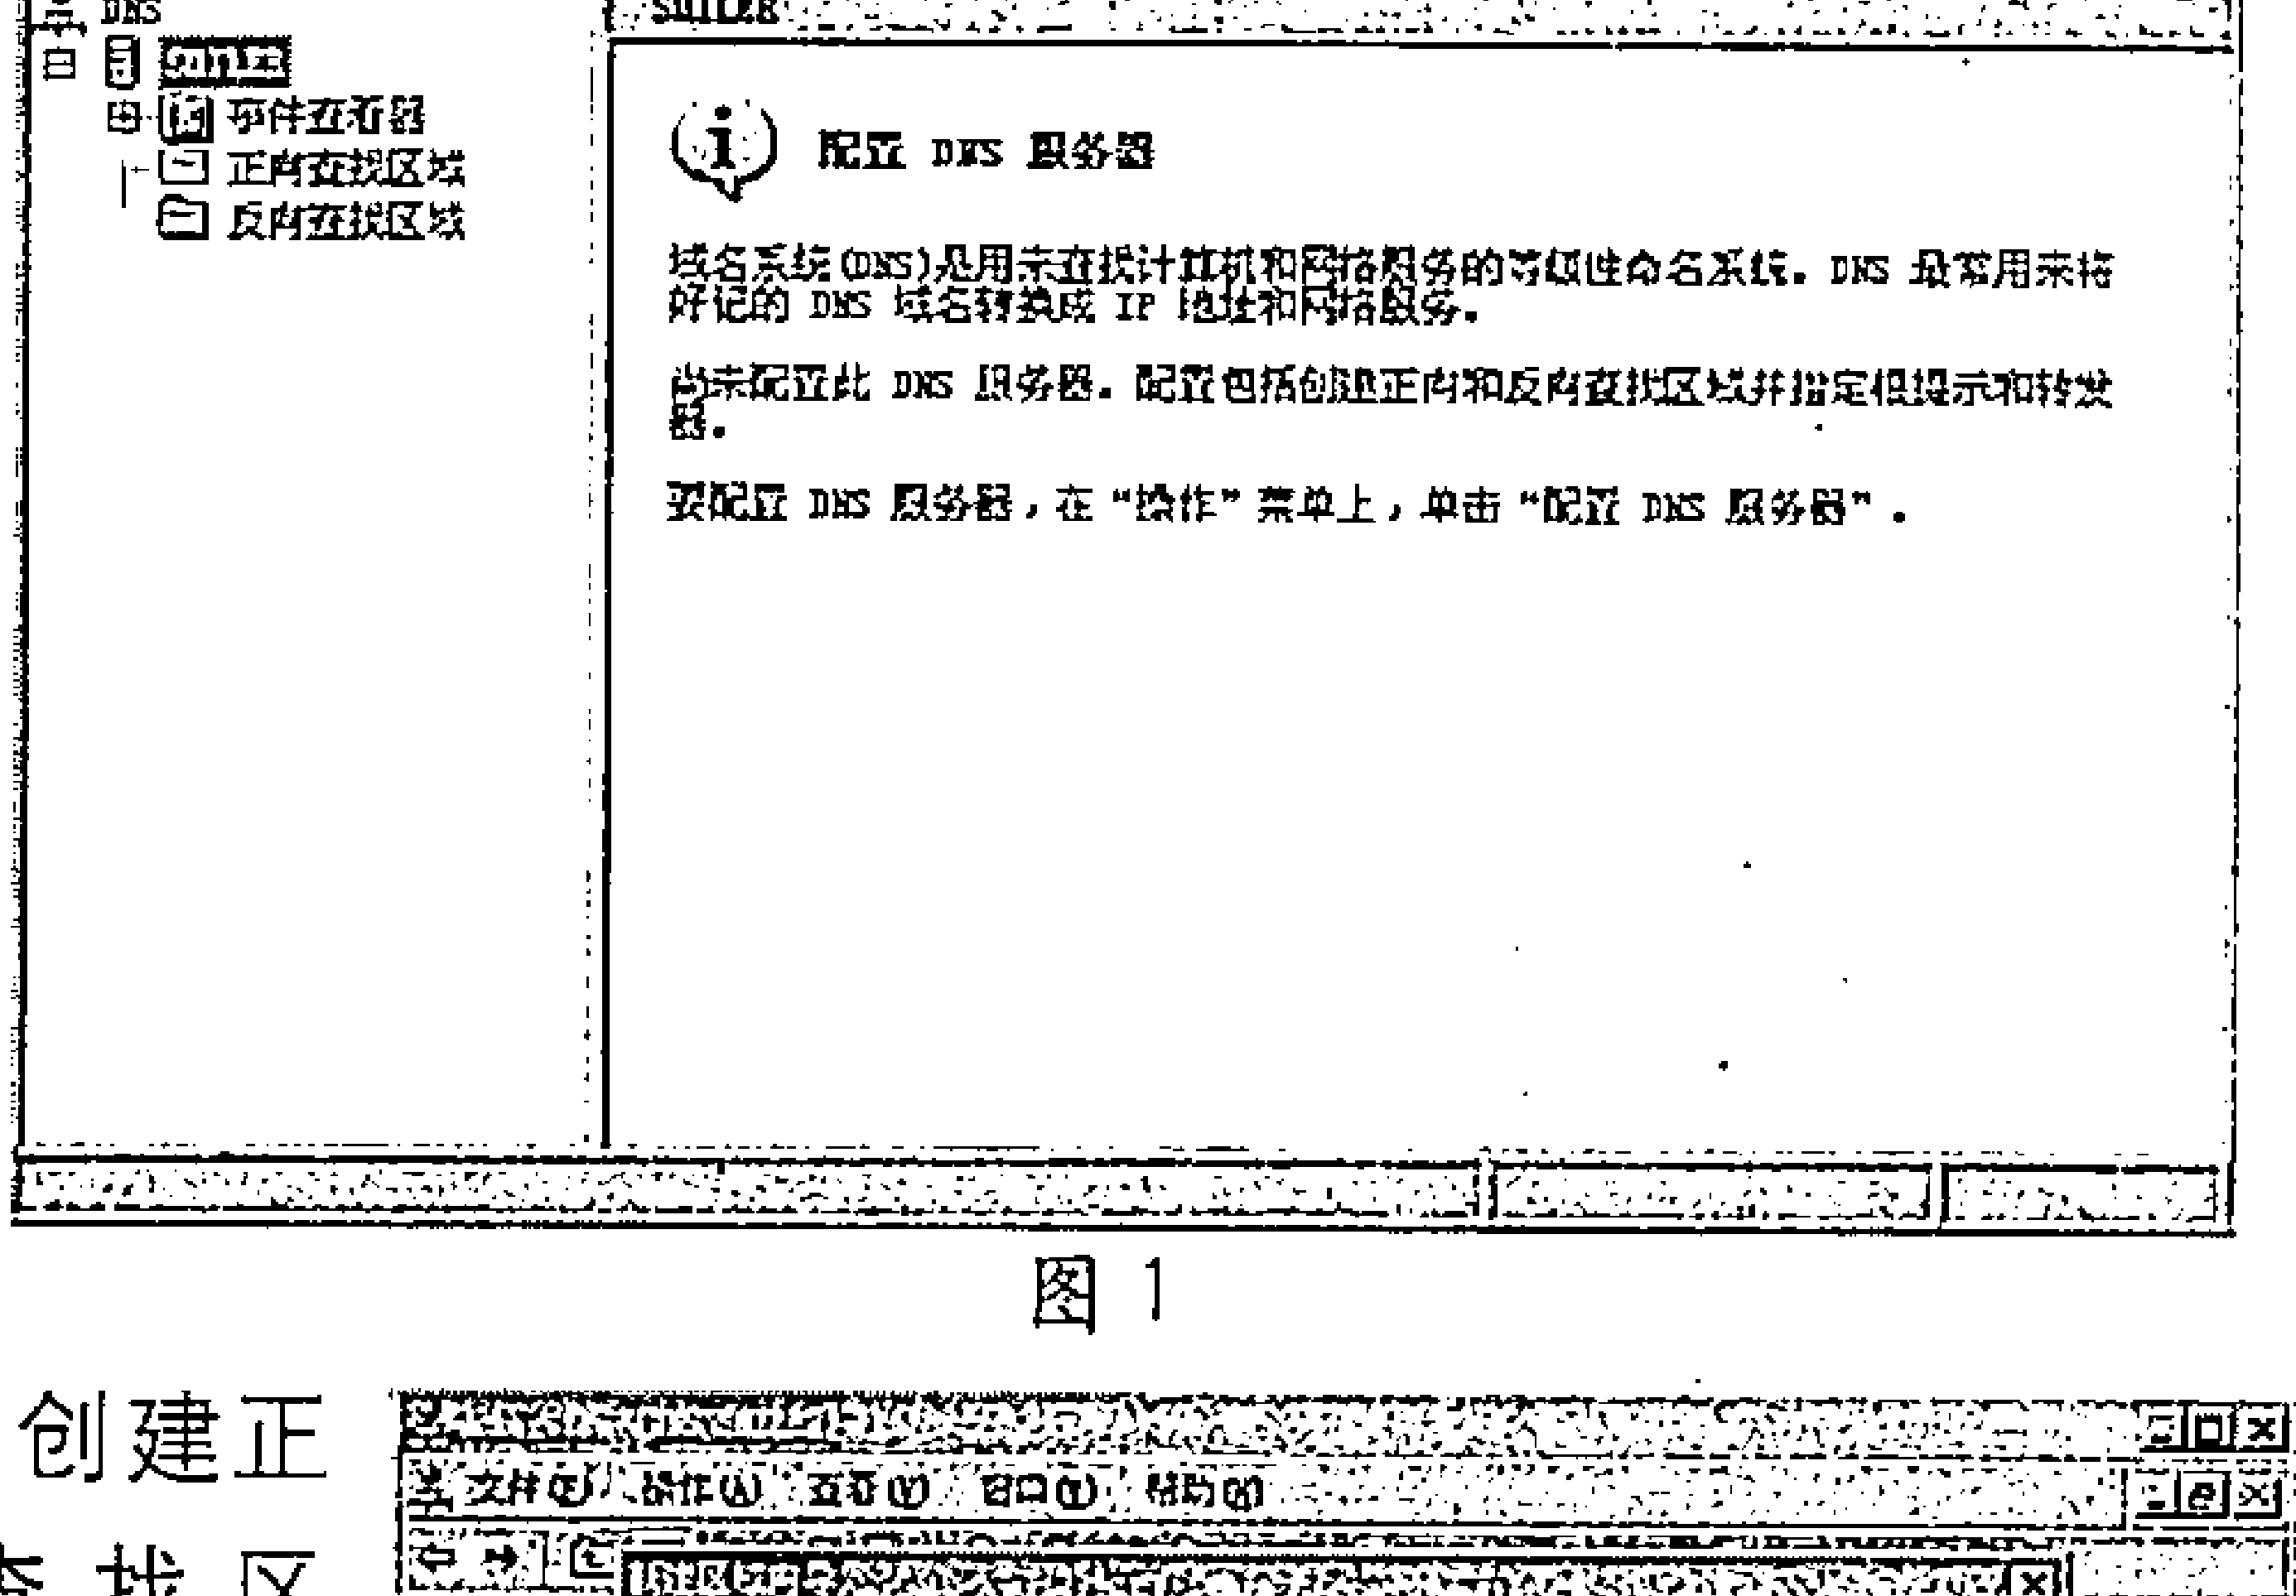 DNS
事件查看器
正向查找区域
反向查找区域
配置 DNS 服务器
域名系统(DNS)是用来查找计算机和网络服务的等级性命名系统。DNS 最常用来将
好记的 DNS 域名转换成 IP 地址和网络服务。
尚未配置此 DNS 服务器。配置包括创建正向和反向查找区域并指定根提示和转发
器。
要配置 DNS 服务器，在“操作”菜单上，单击“配置 DNS 服务器”。
图 1
创建正
文件(F) 操作(A) 查看(V) 窗口(W) 帮助(H)
查找区